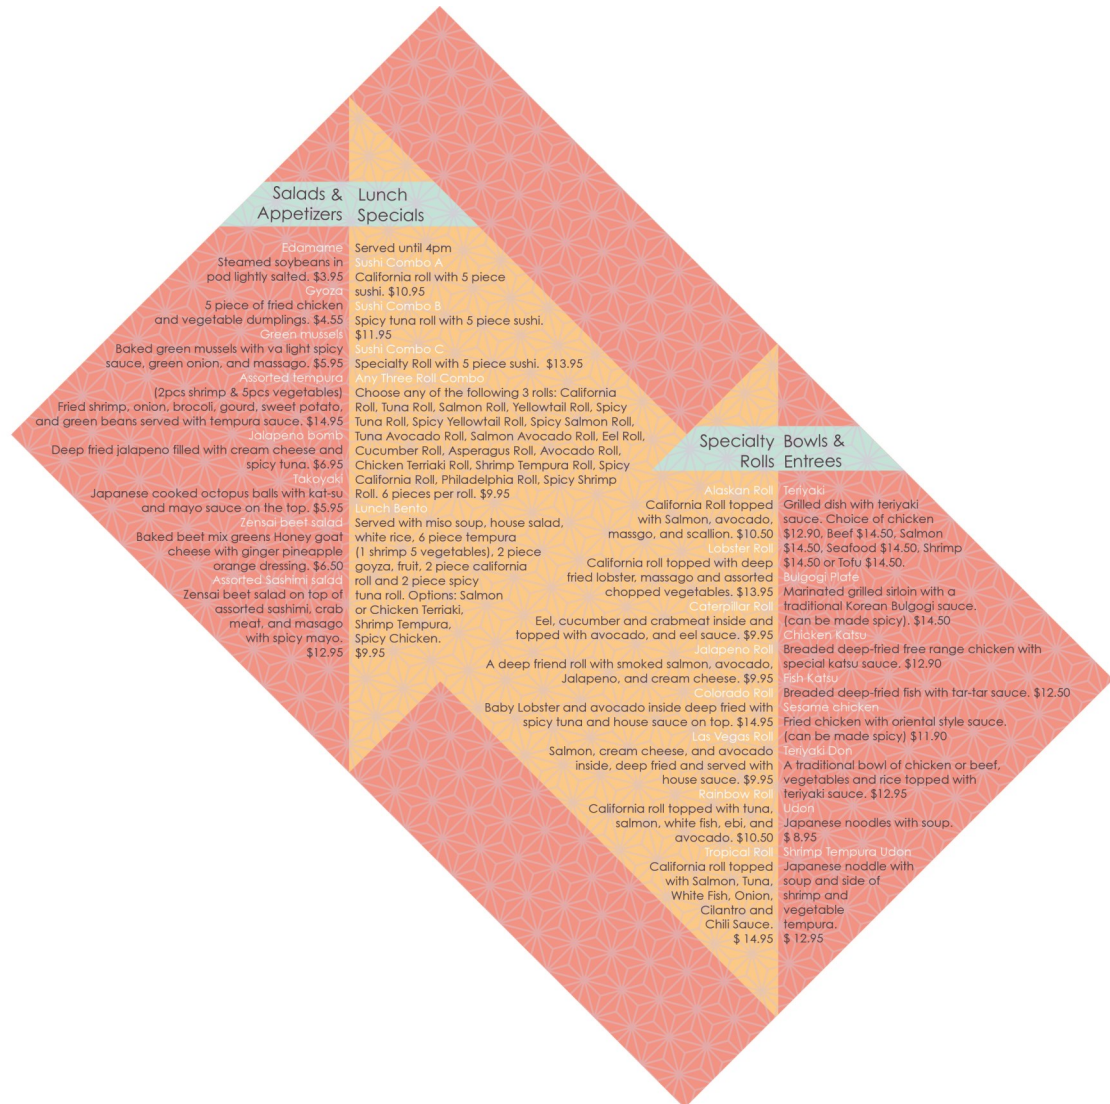 Salads &
Appetizers
Edamame
Steamed soybeans in
pod lightly salted. $3.95
Gyoza
5 piece of fried chicken
and vegetable dumplings. $4.55
Green mussels
Baked green mussels with va light spicy
sauce, green onion, and massago. $5.95
Assorted tempura
(2pcs shrimp & 5pcs vegetables)
Fried shrimp, onion, brocoli, gourd, sweet potato,
and green beans served with tempura sauce. $14.95
Jalapeno bomb
Deep fried jalapeno filled with cream cheese and
spicy tuna. $6.95
Takoyaki
Japanese cooked octopus balls with kat-su
and mayo sauce on the top. $5.95
Zensai beet salad
Baked beet mix greens Honey goat
cheese with ginger pineapple
orange dressing. $6.50
Assorted Sashimi salad
Zensai beet salad on top of
assorted sashimi, crab
meat, and masago
with spicy mayo.
$12.95
Lunch
Specials
Served until 4pm
Sushi Combo A
California roll with 5 piece
sushi. $10.95
Sushi Combo B
Spicy tuna roll with 5 piece sushi.
$11.95
Sushi Combo C
Specialty Roll with 5 piece sushi. $13.95
Any Three Roll Combo
Choose any of the following 3 rolls: California
Roll, Tuna Roll, Salmon Roll, Yellowtail Roll, Spicy
Tuna Roll, Spicy Yellowtail Roll, Spicy Salmon Roll,
Tuna Avocado Roll, Salmon Avocado Roll, Eel Roll,
Cucumber Roll, Asparagus Roll, Avocado Roll,
Chicken Terriaki Roll, Shrimp Tempura Roll, Spicy
California Roll, Philadelphia Roll, Spicy Shrimp
Roll. 6 pieces per roll. $9.95
Lunch Bento
Served with miso soup, house salad,
white rice, 6 piece tempura
(1 shrimp 5 vegetables), 2 piece
goyza, fruit, 2 piece california
roll and 2 piece spicy
tuna roll. Options: Salmon
or Chicken Terriaki,
Shrimp Tempura,
Spicy Chicken.
$9.95
Specialty
Rolls
Alaskan Roll
California Roll topped
with Salmon, avocado,
massgo, and scallion. $10.50
Lobster Roll
California roll topped with deep
fried lobster, massago and assorted
chopped vegetables. $13.95
Caterpillar Roll
Eel, cucumber and crabmeat inside and
topped with avocado, and eel sauce. $9.95
Jalapeno Roll
A deep friend roll with smoked salmon, avocado,
Jalapeno, and cream cheese. $9.95
Colorado Roll
Baby Lobster and avocado inside deep fried with
spicy tuna and house sauce on top. $14.95
Las Vegas Roll
Salmon, cream cheese, and avocado
inside, deep fried and served with
house sauce. $9.95
Rainbow Roll
California roll topped with tuna,
salmon, white fish, ebi, and
avocado. $10.50
Tropical Roll
California roll topped
with Salmon, Tuna,
White Fish, Onion,
Cilantro and
Chili Sauce.
$ 14.95
Bowls &
Entrees
Teriyaki
Grilled dish with teriyaki
sauce. Choice of chicken
$12.90, Beef $14.50, Salmon
$14.50, Seafood $14.50, Shrimp
$14.50 or Tofu $14.50.
Bulgogi Plate
Marinated grilled sirloin with a
traditional Korean Bulgogi sauce.
(can be made spicy). $14.50
Chicken Katsu
Breaded deep-fried free range chicken with
special katsu sauce. $12.90
Fish Katsu
Breaded deep-fried fish with tar-tar sauce. $12.50
Sesame chicken
Fried chicken with oriental style sauce.
(can be made spicy) $11.90
Teriyaki Don
A traditional bowl of chicken or beef,
vegetables and rice topped with
teriyaki sauce. $12.95
Udon
Japanese noodles with soup.
$ 8.95
Shrimp Tempura Udon
Japanese noddle with
soup and side of
shrimp and
vegetable
tempura.
$ 12.95